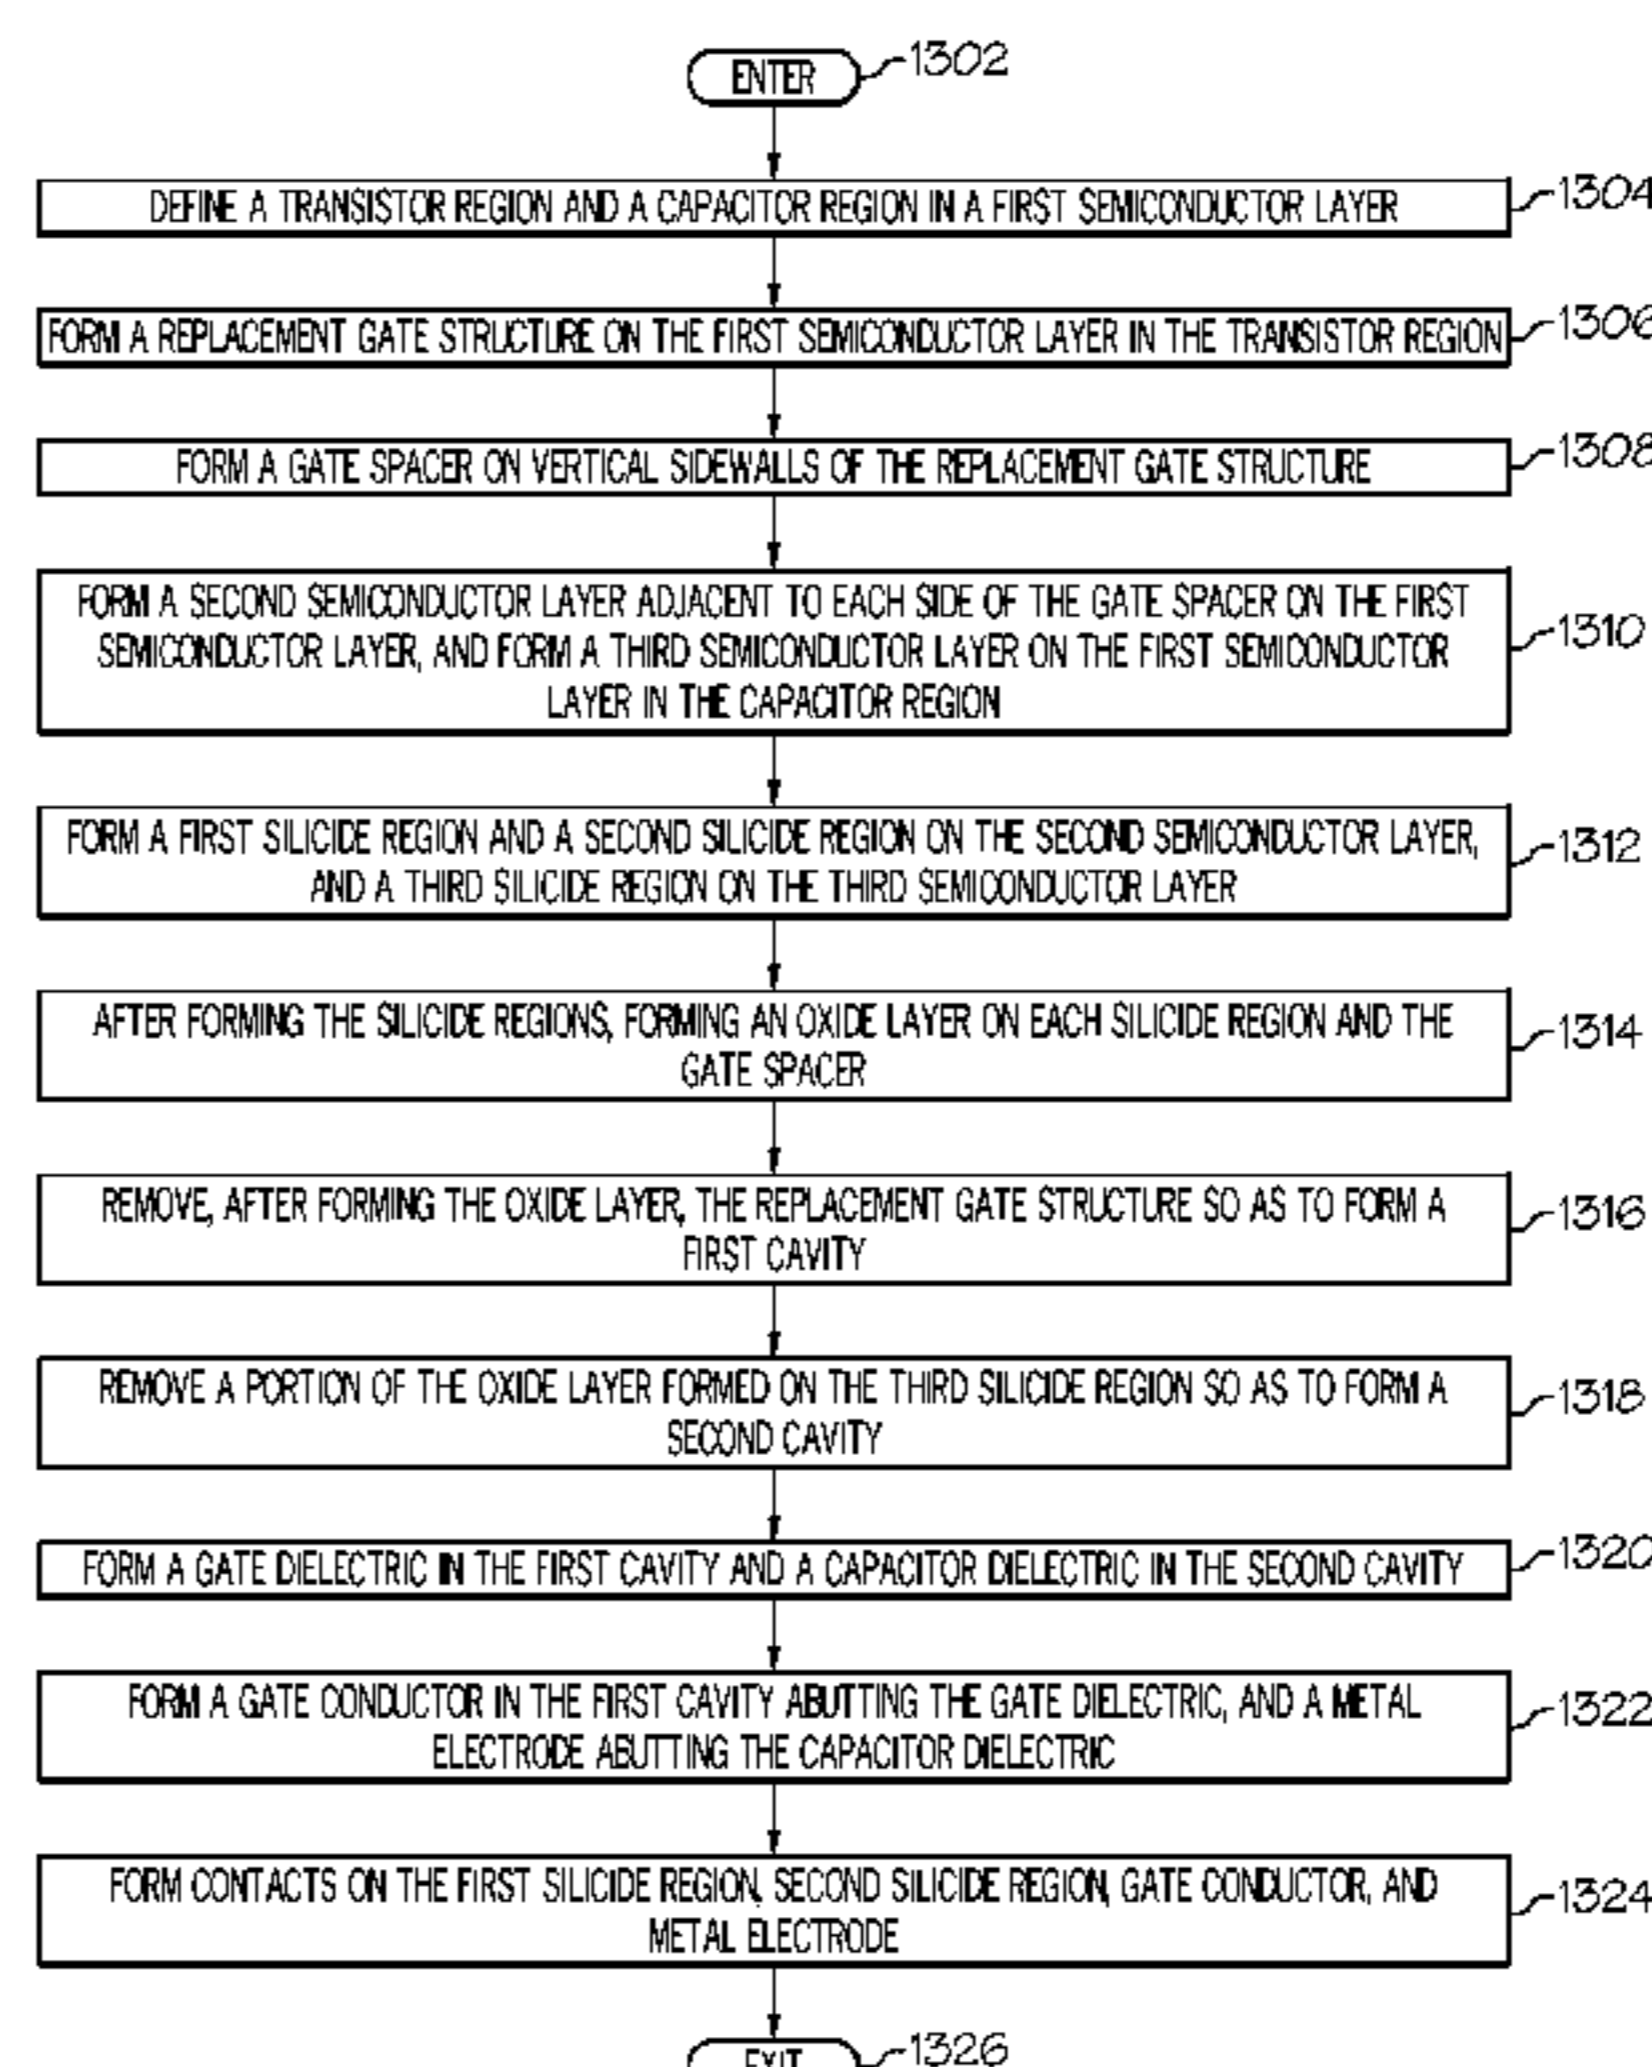 ENTER
1302
DEFINE A TRANSISTOR REGION AND A CAPACITOR REGION IN A FIRST SEMICONDUCTOR LAYER
1304
FORM A REPLACEMENT GATE STRUCTURE ON THE FIRST SEMICONDUCTOR LAYER IN THE TRANSISTOR REGION
1306
FORM A GATE SPACER ON VERTICAL SIDEWALLS OF THE REPLACEMENT GATE STRUCTURE
1308
FORM A SECOND SEMICONDUCTOR LAYER ADJACENT TO EACH SIDE OF THE GATE SPACER ON THE FIRST
SEMICONDUCTOR LAYER, AND FORM A THIRD SEMICONDUCTOR LAYER ON THE FIRST SEMICONDUCTOR
LAYER IN THE CAPACITOR REGION
1310
FORM A FIRST SILICIDE REGION AND A SECOND SILICIDE REGION ON THE SECOND SEMICONDUCTOR LAYER,
AND A THIRD SILICIDE REGION ON THE THIRD SEMICONDUCTOR LAYER
1312
AFTER FORMING THE SILICIDE REGIONS, FORMING AN OXIDE LAYER ON EACH SILICIDE REGION AND THE
GATE SPACER
1314
REMOVE, AFTER FORMING THE OXIDE LAYER, THE REPLACEMENT GATE STRUCTURE SO AS TO FORM A
FIRST CAVITY
1316
REMOVE A PORTION OF THE OXIDE LAYER FORMED ON THE THIRD SILICIDE REGION SO AS TO FORM A
SECOND CAVITY
1318
FORM A GATE DIELECTRIC IN THE FIRST CAVITY AND A CAPACITOR DIELECTRIC IN THE SECOND CAVITY
1320
FORM A GATE CONDUCTOR IN THE FIRST CAVITY ABUTTING THE GATE DIELECTRIC, AND A METAL
ELECTRODE ABUTTING THE CAPACITOR DIELECTRIC
1322
FORM CONTACTS ON THE FIRST SILICIDE REGION, SECOND SILICIDE REGION, GATE CONDUCTOR, AND
METAL ELECTRODE
1324
EXIT
1326